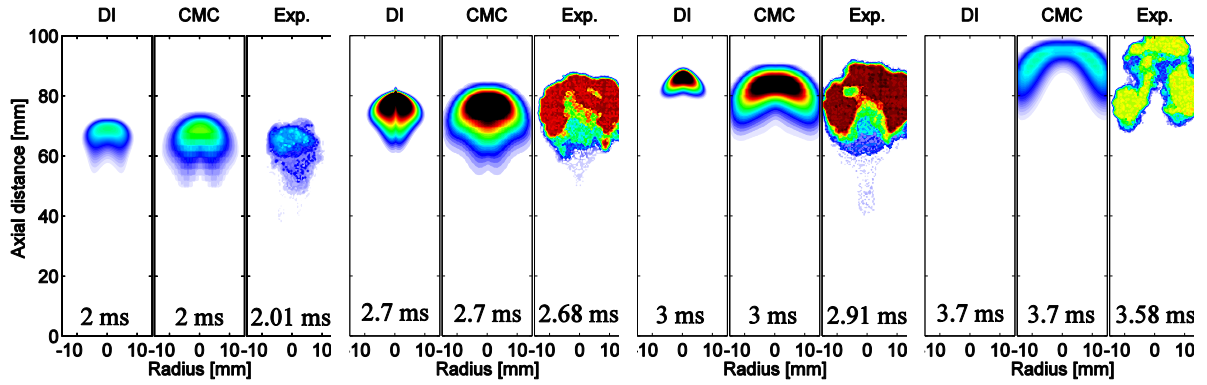 DI CMC Exp. DI CMC Exp. DI CMC Exp. DI CMC Exp.
100
80
60
40
20
0
Axial distance [mm]
2 ms 2 ms 2.01 ms 2.7 ms 2.7 ms 2.68 ms 3 ms 3 ms 2.91 ms 3.7 ms 3.7 ms 3.58 ms
-10 0 10-10 0 10-10 0 10 -10 0 10-10 0 10-10 0 10 -10 0 10-10 0 10-10 0 10 -10 0 10-10 0 10-10 0 10
Radius [mm] Radius [mm] Radius [mm] Radius [mm]